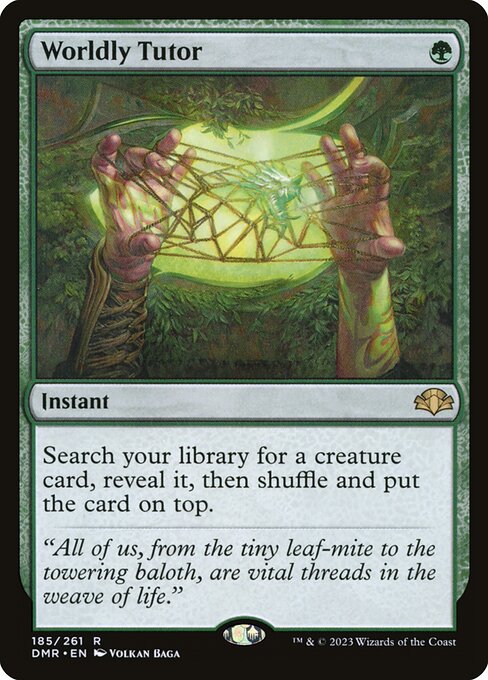 Worldly Tutor
Instant
Search your library for a creature
card, reveal it, then shuffle and put
the card on top.
“All of us, from the tiny leaf-mite to the
towering baloth, are vital threads in the
weave of life.”
185/261 R
DMR • EN VOLKAN BAGA
™ & © 2023 Wizards of the Coast